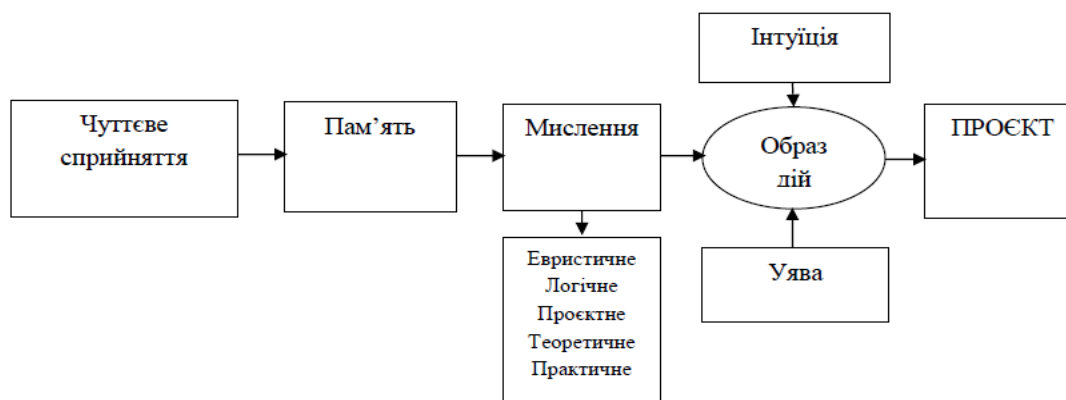 Інтуїція
Чуттєве
сприйняття
Пам’ять
Мислення
Образ
дій
ПРОЄКТ
Евристичне
Логічне
Проєктне
Теоретичне
Практичне
Уява